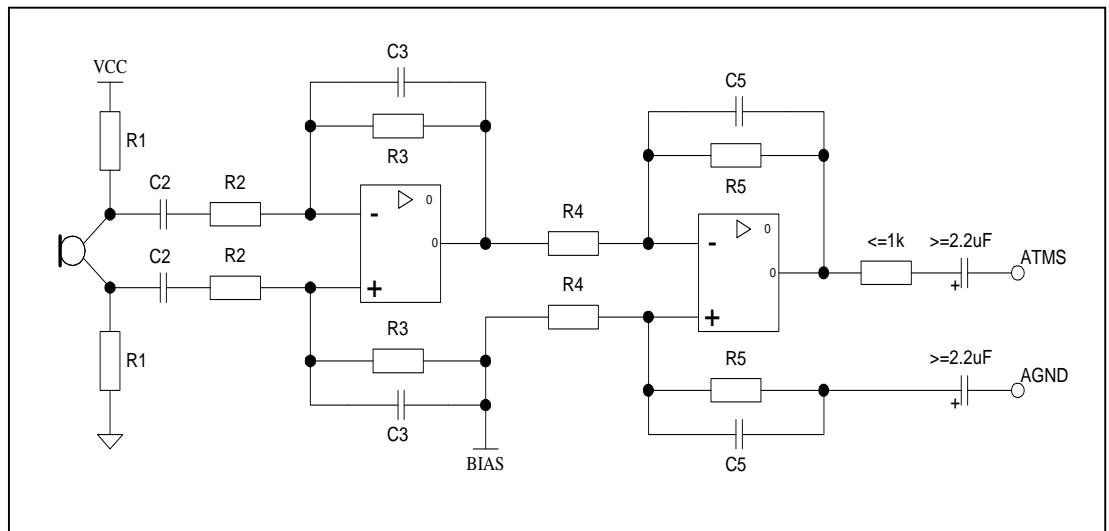 C3
VCC
C5
R1
R3
C2
R2
R5
0
R4
-
0
0
<=1k
>=2.2uF
-
0
ATMS
C2
R2
+
R4
+
+
R3
R1
R5
>=2.2uF
AGND
+
C3
BIAS
C5